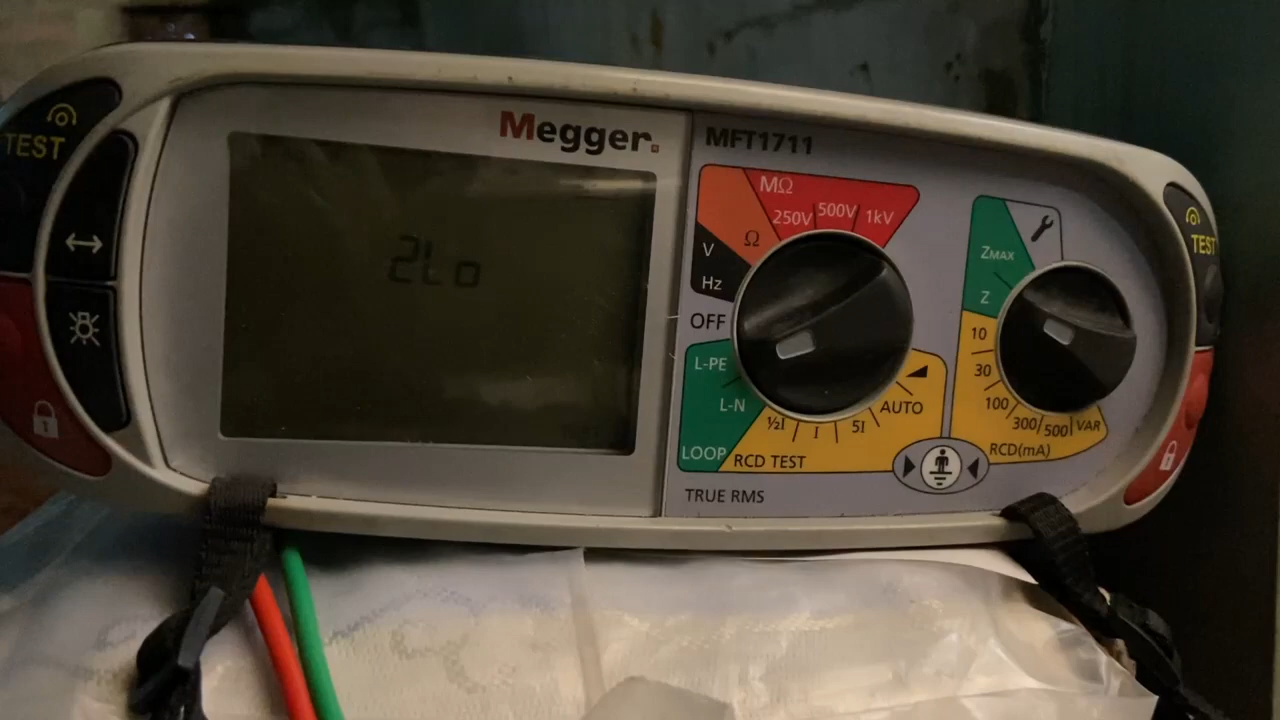 Megger.
MFT1711
TEST
2Lo
MΩ
250V
500V
1kV
Ω
V
Hz
OFF
L-PE
L-N
LOOP
½I
I
5I
AUTO
RCD TEST
TRUE RMS
ZMAX
Z
10
30
100
300
500
VAR
RCD(mA)
TEST